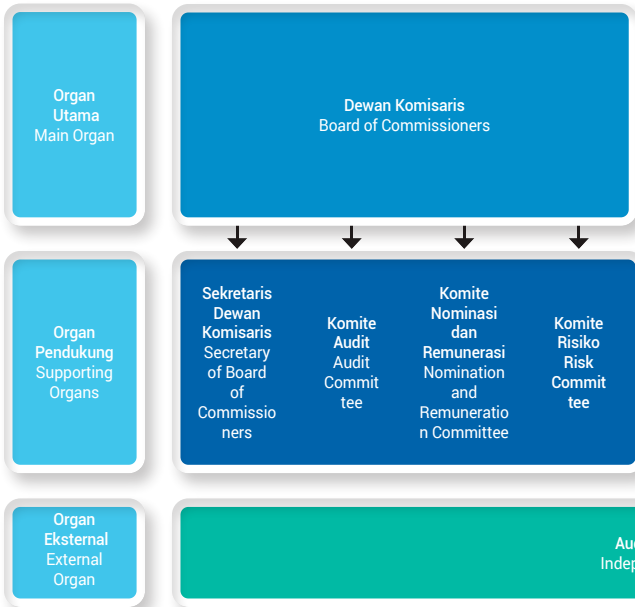 Organ
Utama
Main Organ
Dewan Komisaris
Board of Commissioners
Organ
Pendukung
Supporting
Organs
Sekretaris
Dewan
Komisaris
Secretary
of Board
of
Commissio
ners
Komite
Audit
Audit
Commit
tee
Komite
Nominasi
dan
Remunerasi
Nomination
and
Remuneratio
n Committee
Komite
Risiko
Risk
Commit
tee
Organ
Eksternal
External
Organ